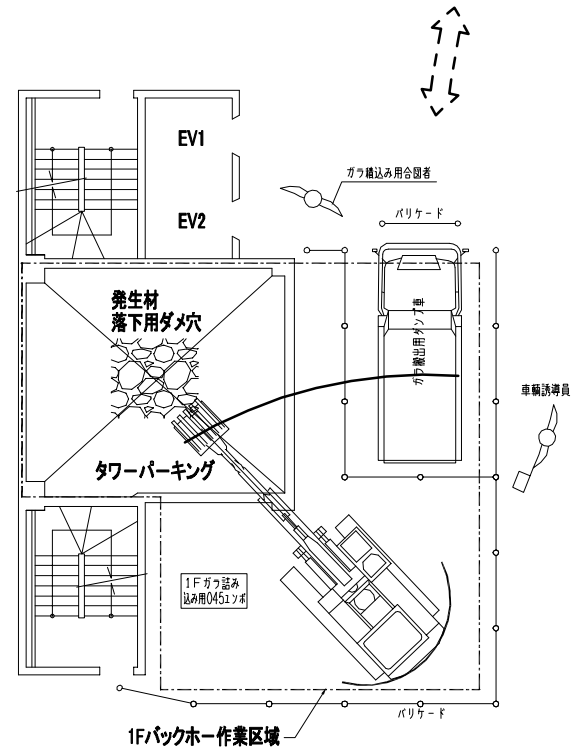 EV1
ガラ積込み用合図者
バリケード
EV2
発生材
落下用ダメ穴
ガラ搬出用ダンプ車
車輌誘導員
タワーパーキング
1Fガラ詰み
込み用045ユンボ
バリケード
1Fバックホー作業区域